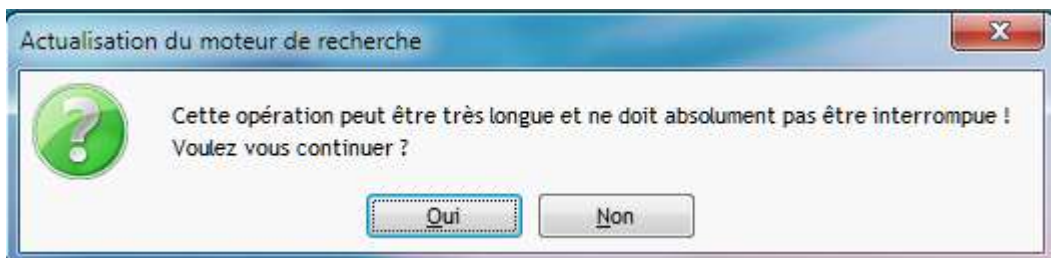 Actualisation du moteur de recherche
Cette opération peut être très longue et ne doit absolument pas être interrompue !
Voulez vous continuer ?
Oui Non